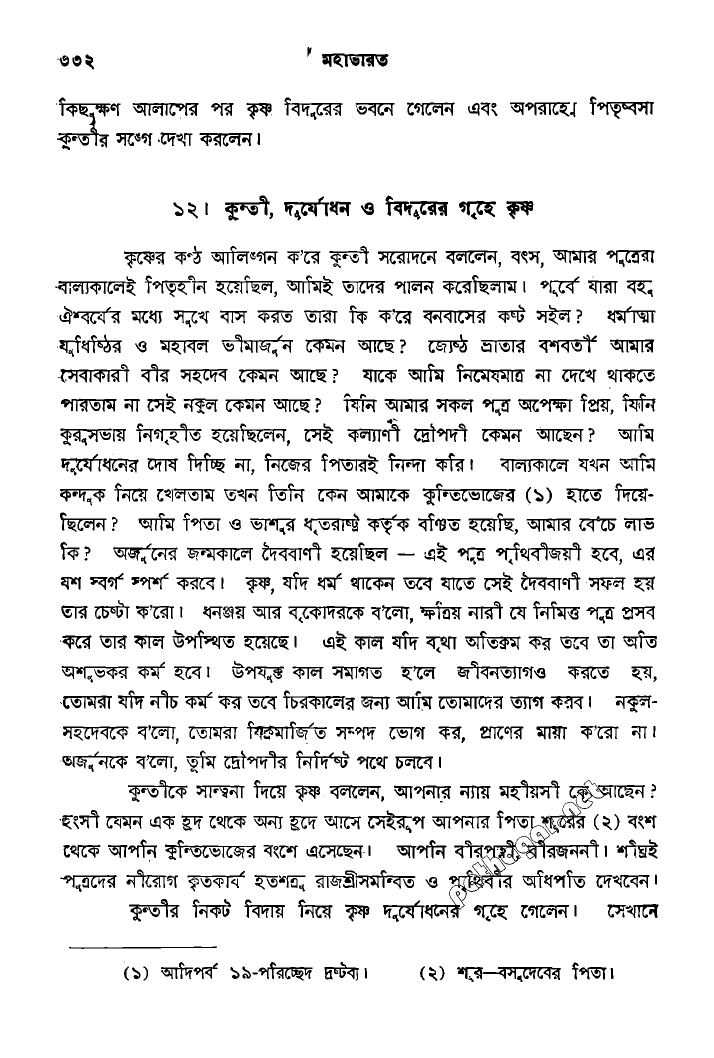 ৩৩২ মহাভারত
কিছুক্ষণ আলাপের পর কৃষ্ণ বিদুরের ভবনে গেলেন এবং অপরাহ্ণে পিতৃষ্বসা
কুন্তীর সঙ্গে দেখা করলেন।
১২। কুন্তী, দুর্যোধন ও বিদুরের গৃহে কৃষ্ণ
কৃষ্ণের কণ্ঠ আলিঙ্গন ক'রে কুন্তী সরোদনে বললেন, বৎস, আমার পুত্রেরা
বাল্যকালেই পিতৃহীন হয়েছিল, আমিই তাদের পালন করেছিলাম। পূর্বে যারা বহু
ঐশ্বর্যের মধ্যে সুখে বাস করত তারা কি ক'রে বনবাসের কষ্ট সইল? ধর্মাত্মা
যুধিষ্ঠির ও মহাবল ভীমার্জুন কেমন আছে? জ্যেষ্ঠ ভ্রাতার বশবর্তী আমার
সেবাকারী বীর সহদেব কেমন আছে? যাকে আমি নিমেষমাত্র না দেখে থাকতে
পারতাম না সেই নকুল কেমন আছে? যিনি আমার সকল পুত্র অপেক্ষা প্রিয়, যিনি
কুরুসভায় নিগৃহীত হয়েছিলেন, সেই কল্যাণী দ্রৌপদী কেমন আছেন? আমি
দুর্যোধনের দোষ দিচ্ছি না, নিজের পিতারই নিন্দা করি। বাল্যকালে যখন আমি
কন্দুক নিয়ে খেলতাম তখন তিনি কেন আমাকে কুন্তিভোজের (১) হাতে দিয়ে-
ছিলেন? আমি পিতা ও ভাশুর ধৃতরাষ্ট্র কর্তৃক বঞ্চিত হয়েছি, আমার বে'চে লাভ
কি? অর্জুনের জন্মকালে দৈববাণী হয়েছিল — এই পুত্র পৃথিবীজয়ী হবে, এর
যশ স্বর্গ স্পর্শ করবে। কৃষ্ণ, যদি ধর্ম থাকেন তবে যাতে সেই দৈববাণী সফল হয়
তার চেষ্টা ক'রো। ধনঞ্জয় আর বৃকোদরকে ব'লো, ক্ষত্রিয় নারী যে নিমিত্ত পুত্র প্রসব
করে তার কাল উপস্থিত হয়েছে। এই কাল যদি বৃথা অতিক্রম কর তবে তা অতি
অশুভকর কর্ম হবে। উপযুক্ত কাল সমাগত হ'লে জীবনত্যাগও করতে হয়,
তোমরা যদি নীচ কর্ম কর তবে চিরকালের জন্য আমি তোমাদের ত্যাগ করব। নকুল-
সহদেবকে ব'লো, তোমরা বিক্রমার্জিত সম্পদ ভোগ কর, প্রাণের মায়া ক'রো না।
অর্জুনকে ব'লো, তুমি দ্রৌপদীর নির্দিষ্ট পথে চলবে।
কুন্তীকে সান্ত্বনা দিয়ে কৃষ্ণ বললেন, আপনার ন্যায় মহীয়সী কে আছেন?
হংসী যেমন এক হ্রদ থেকে অন্য হ্রদে আসে সেইরূপ আপনার পিতা শূরের (২) বংশ
থেকে আপনি কুন্তিভোজের বংশে এসেছেন। আপনি বীরপত্নী বীরজননী। শীঘ্রই
পুত্রদের নীরোগ কৃতকার্য হতশত্রু রাজশ্রীসমন্বিত ও পৃথিবীর অধিপতি দেখবেন।
কুন্তীর নিকট বিদায় নিয়ে কৃষ্ণ দুর্যোধনের গৃহে গেলেন। সেখানে
(১) আদিপর্ব ১৯-পরিচ্ছেদ দ্রষ্টব্য। (২) শূর—বসুদেবের পিতা।